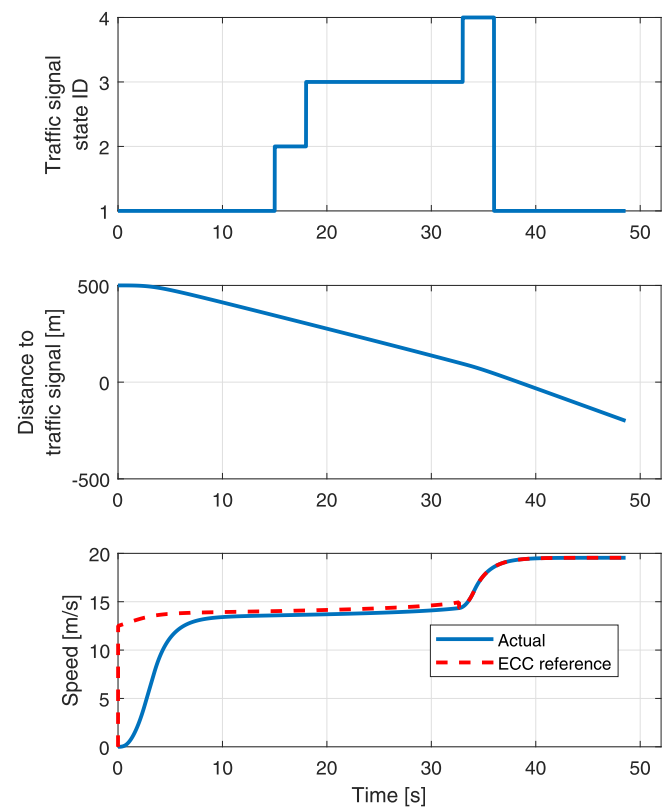 Traffic signal
state ID
4
3
2
1
0 10 20 30 40 50
Distance to
traffic signal [m]
500
0
-500
0 10 20 30 40 50
Speed [m/s]
20
15
10
5
0
Actual
ECC reference
0 10 20 30 40 50
Time [s]